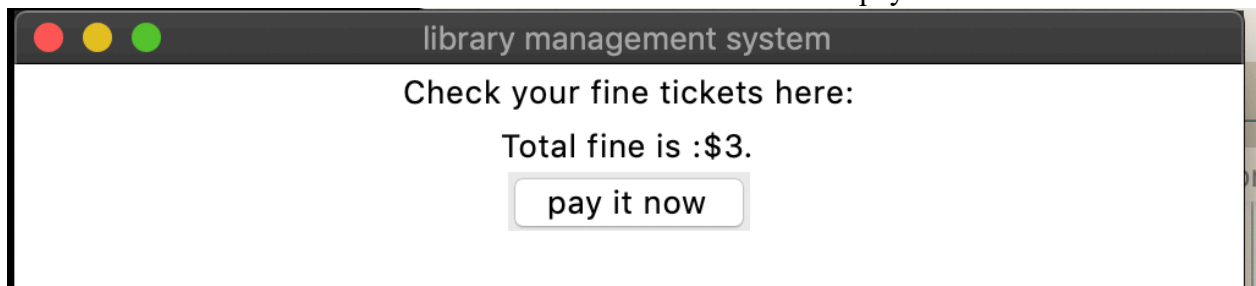 library management system
Check your fine tickets here:
Total fine is :$3.
pay it now